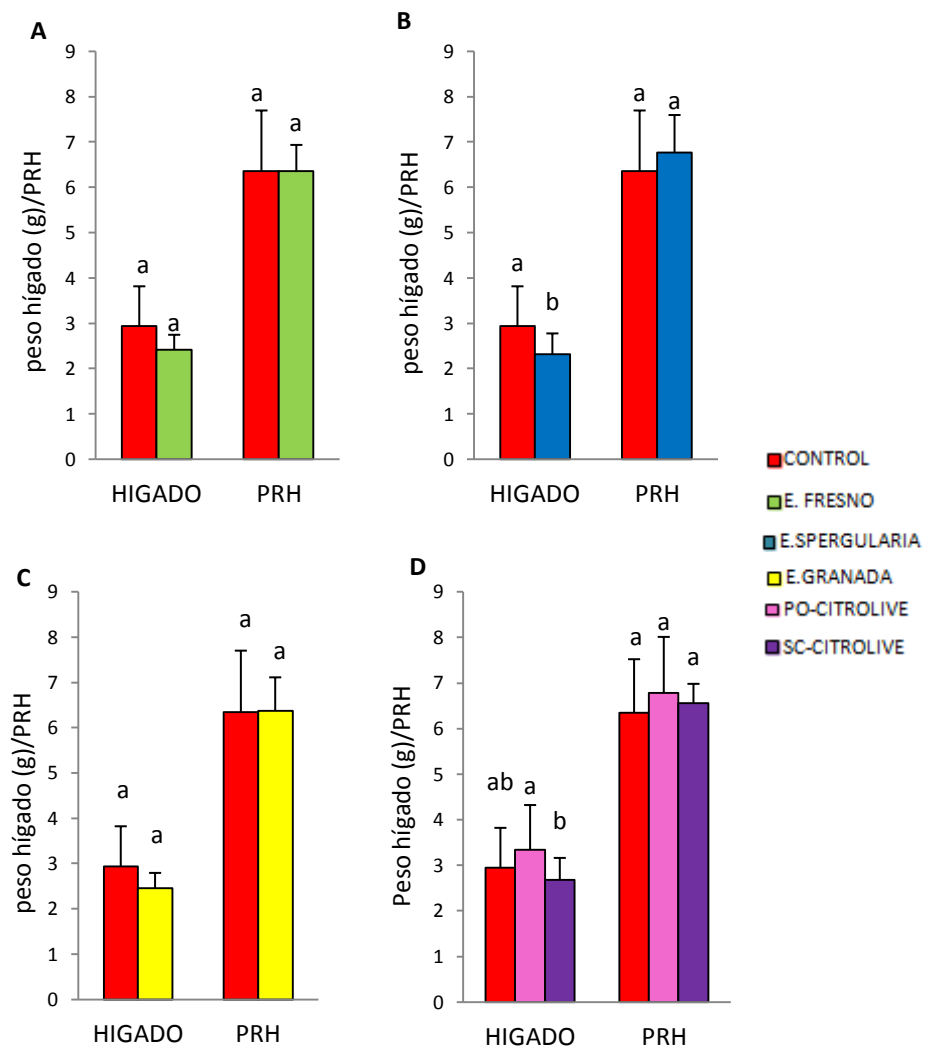 A
peso hígado (g)/PRH
9
8
7
6
5
4
3
2
1
0
a
a
a
a
HIGADO
PRH
B
peso hígado (g)/PRH
9
8
7
6
5
4
3
2
1
0
a
b
a
a
HIGADO
PRH
CONTROL
E. FRESNO
E.SPERGULARIA
E.GRANADA
PO-CITROLIVE
SC-CITROLIVE
C
peso hígado (g)/PRH
9
8
7
6
5
4
3
2
1
0
a
a
a
a
HIGADO
PRH
D
Peso hígado (g)/PRH
9
8
7
6
5
4
3
2
1
0
ab
a
b
a
a
a
HIGADO
PRH